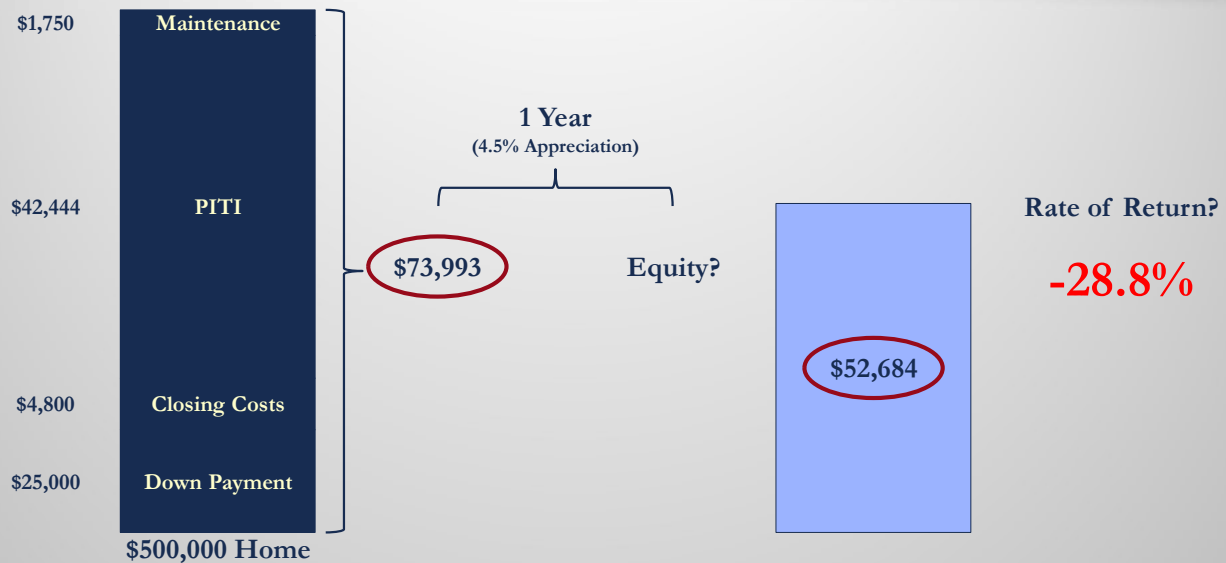 $1,750
Maintenance
1 Year
(4.5% Appreciation)
$42,444
PITI
Rate of Return?
$73,993
Equity?
-28.8%
$52,684
$4,800
Closing Costs
$25,000
Down Payment
$500,000 Home